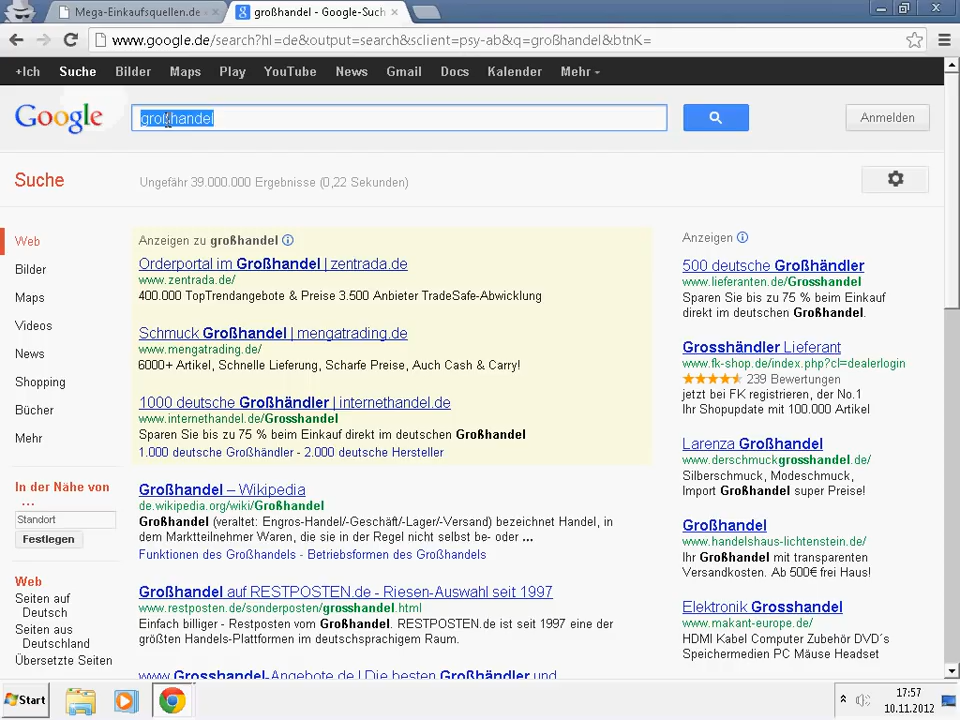 Mega-Einkaufsquellen.de
großhandel - Google-Such
www.google.de/search?hl=de&output=search&sclient=psy-ab&q=großhandel&btnK=
+Ich Suche Bilder Maps Play YouTube News Gmail Docs Kalender Mehr
Google
großhandel
Anmelden
Suche
Ungefähr 39.000.000 Ergebnisse (0,22 Sekunden)
Web
Bilder
Maps
Videos
News
Shopping
Bücher
Mehr
In der Nähe von
...
Standort
Festlegen
Web
Seiten auf
Deutsch
Seiten aus
Deutschland
Übersetzte Seiten
Anzeigen zu großhandel
Orderportal im Großhandel | zentrada.de
www.zentrada.de/
400.000 TopTrendangebote & Preise 3.500 Anbieter TradeSafe-Abwicklung
Schmuck Großhandel | mengatrading.de
www.mengatrading.de/
6000+ Artikel, Schnelle Lieferung, Scharfe Preise, Auch Cash & Carry!
1000 deutsche Großhändler | internethandel.de
www.internethandel.de/Grosshandel
Sparen Sie bis zu 75 % beim Einkauf direkt im deutschen Großhandel
1.000 deutsche Großhändler - 2.000 deutsche Hersteller
Großhandel – Wikipedia
de.wikipedia.org/wiki/Großhandel
Großhandel (veraltet: Engros-Handel/-Geschäft/-Lager/-Versand) bezeichnet Handel, in
dem Marktteilnehmer Waren, die sie in der Regel nicht selbst be- oder ...
Funktionen des Großhandels - Betriebsformen des Großhandels
Großhandel auf RESTPOSTEN.de - Riesen-Auswahl seit 1997
www.restposten.de/sonderposten/grosshandel.html
Einfach billiger - Restposten vom Großhandel. RESTPOSTEN.de ist seit 1997 eine der
größten Handels-Plattformen im deutschsprachigem Raum.
www.Grosshandel-Angebote.de | Die besten Großhändler und
Anzeigen
500 deutsche Großhändler
www.lieferanten.de/Grosshandel
Sparen Sie bis zu 75 % beim Einkauf
direkt im deutschen Großhandel.
Grosshändler Lieferant
www.fk-shop.de/index.php?cl=dealerlogin
239 Bewertungen
jetzt bei FK registrieren, der No.1
Ihr Shopupdate mit 100.000 Artikel
Larenza Großhandel
www.derschmuckgrosshandel.de/
Silberschmuck, Modeschmuck,
Import Großhandel super Preise!
Großhandel
www.handelshaus-lichtenstein.de/
Ihr Großhandel mit transparenten
Versandkosten. Ab 500€ frei Haus!
Elektronik Grosshandel
www.makant-europe.de/
HDMI Kabel Computer Zubehör DVD´s
Speichermedien PC Mäuse Headset
Start
17:57
10.11.2012